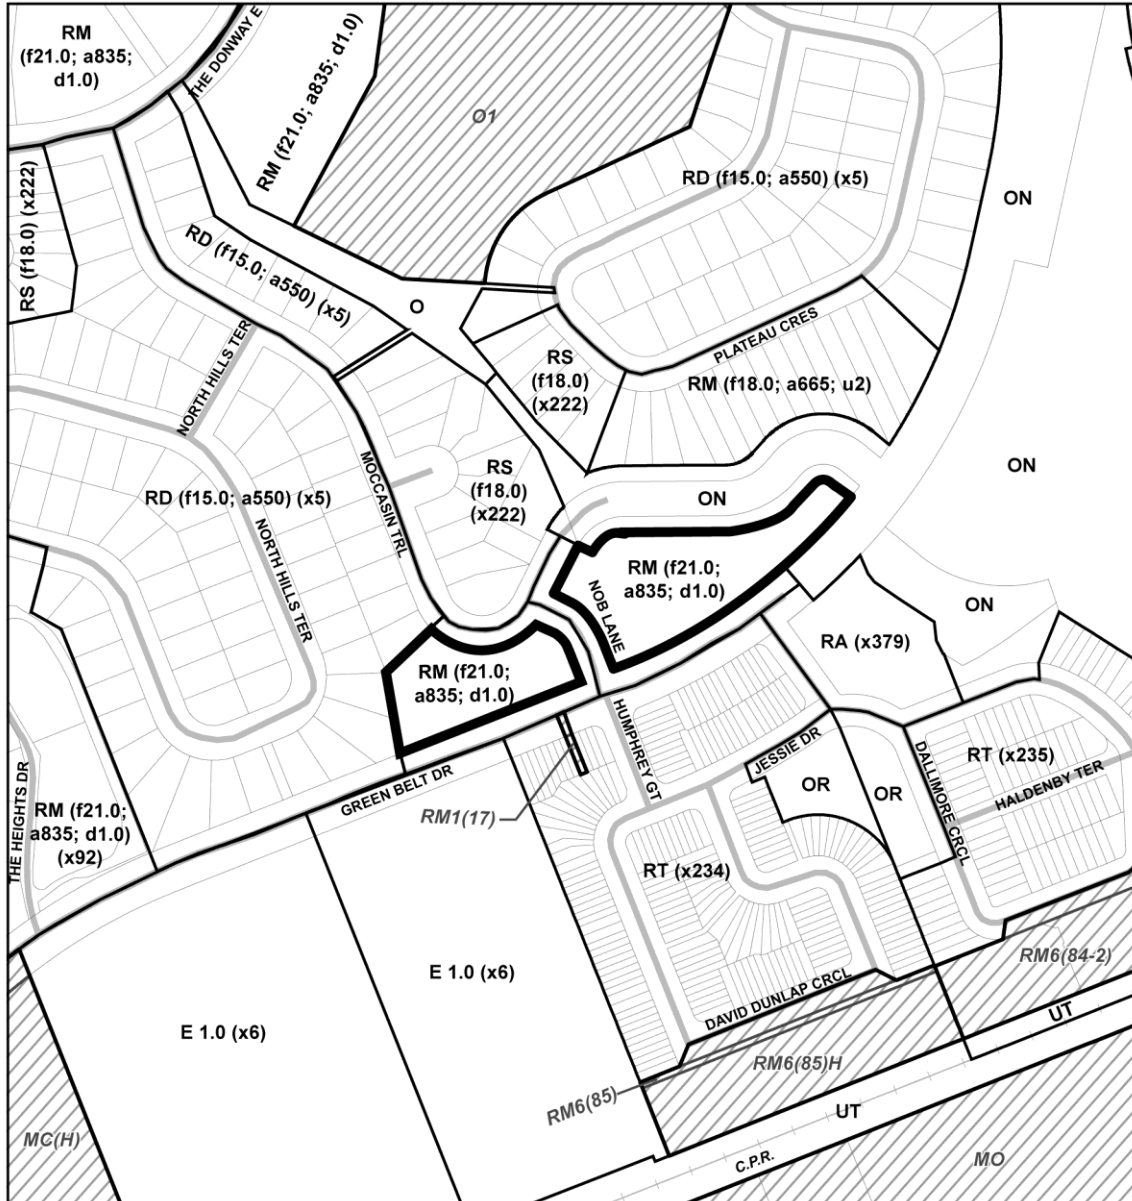 RM
(f21.0; a835;
d1.0)
THE DONWAY E
RM (f21.0; a835; d1.0)
O1
RD (f15.0; a550) (x5)
ON
RS (f18.0) (x222)
RD (f15.0; a550) (x5)
O
NORTH HILLS TER
PLATEAU CRES
RS
(f18.0)
(x222)
RM (f18.0; a665; u2)
MOCCASIN TRL
RS
(f18.0)
(x222)
ON
ON
RD (f15.0; a550) (x5)
NORTH HILLS TER
NOB LANE
RM (f21.0;
a835; d1.0)
ON
RA (x379)
RM (f21.0;
a835; d1.0)
HUMPHREY GT
JESSIE DR
DALLIMORE CRCL
RT (x235)
HALDENBY TER
OR
OR
GREEN BELT DR
RM1(17)
THE HEIGHTS DR
RM (f21.0;
a835; d1.0)
(x92)
RT (x234)
RM6(84-2)
E 1.0 (x6)
DAVID DUNLAP CRCL
UT
E 1.0 (x6)
RM6(85)H
RM6(85)
UT
MC(H)
C.P.R.
MO